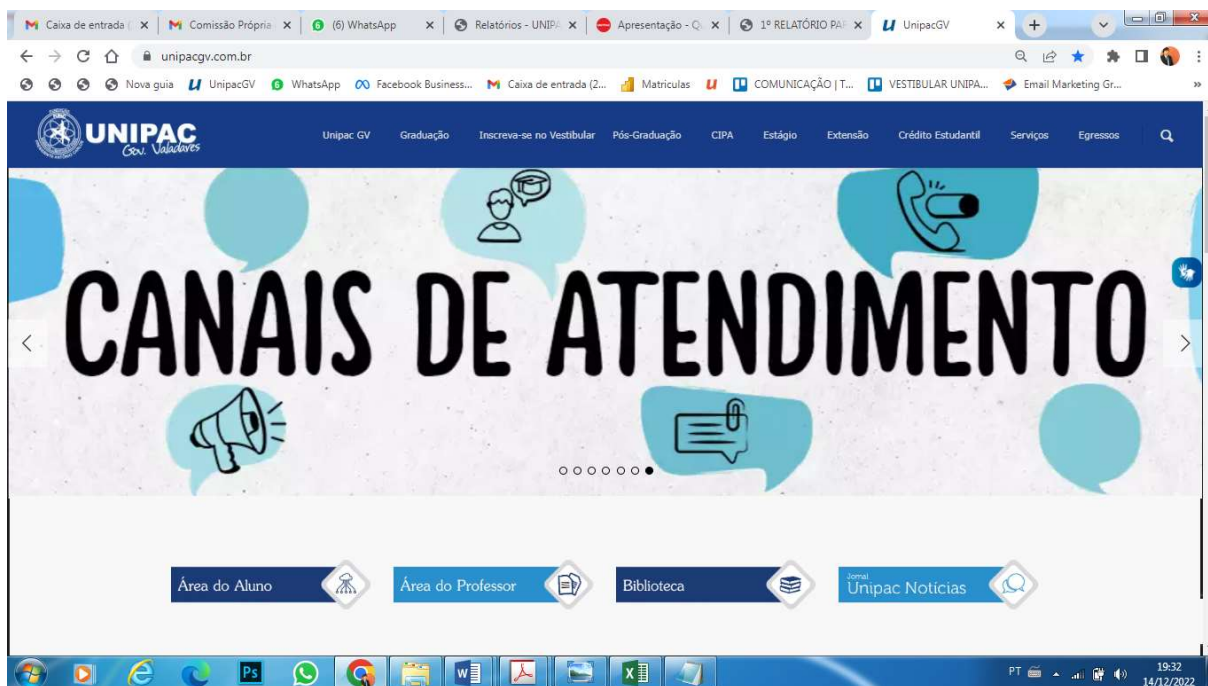 Caixa de entrada (
Comissão Própria
(6) WhatsApp
Relatórios - UNIPA
Apresentação - Q
1º RELATÓRIO PAR
UnipacGV
unipacgv.com.br
Nova guia
UnipacGV
WhatsApp
Facebook Business...
Caixa de entrada (2...
Matriculas
COMUNICAÇÃO | T...
VESTIBULAR UNIPA...
Email Marketing Gr...
UNIPAC
Gov. Valadares
Unipac GV
Graduação
Inscreva-se no Vestibular
Pós-Graduação
CIPA
Estágio
Extensão
Crédito Estudantil
Serviços
Egressos
CANAIS DE ATENDIMENTO
Área do Aluno
Área do Professor
Biblioteca
Jornal
Unipac Notícias
Ps
PT
19:32
14/12/2022